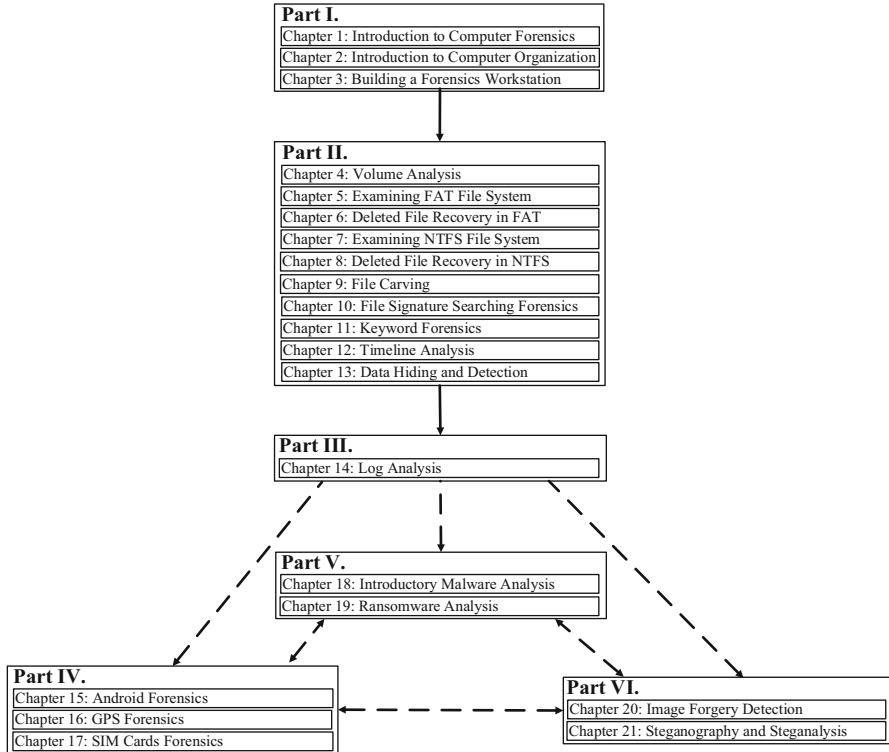 Part I.
Chapter 1: Introduction to Computer Forensics
Chapter 2: Introduction to Computer Organization
Chapter 3: Building a Forensics Workstation
Part II.
Chapter 4: Volume Analysis
Chapter 5: Examining FAT File System
Chapter 6: Deleted File Recovery in FAT
Chapter 7: Examining NTFS File System
Chapter 8: Deleted File Recovery in NTFS
Chapter 9: File Carving
Chapter 10: File Signature Searching Forensics
Chapter 11: Keyword Forensics
Chapter 12: Timeline Analysis
Chapter 13: Data Hiding and Detection
Part III.
Chapter 14: Log Analysis
Part V.
Chapter 18: Introductory Malware Analysis
Chapter 19: Ransomware Analysis
Part IV.
Chapter 15: Android Forensics
Chapter 16: GPS Forensics
Chapter 17: SIM Cards Forensics
Part VI.
Chapter 20: Image Forgery Detection
Chapter 21: Steganography and Steganalysis